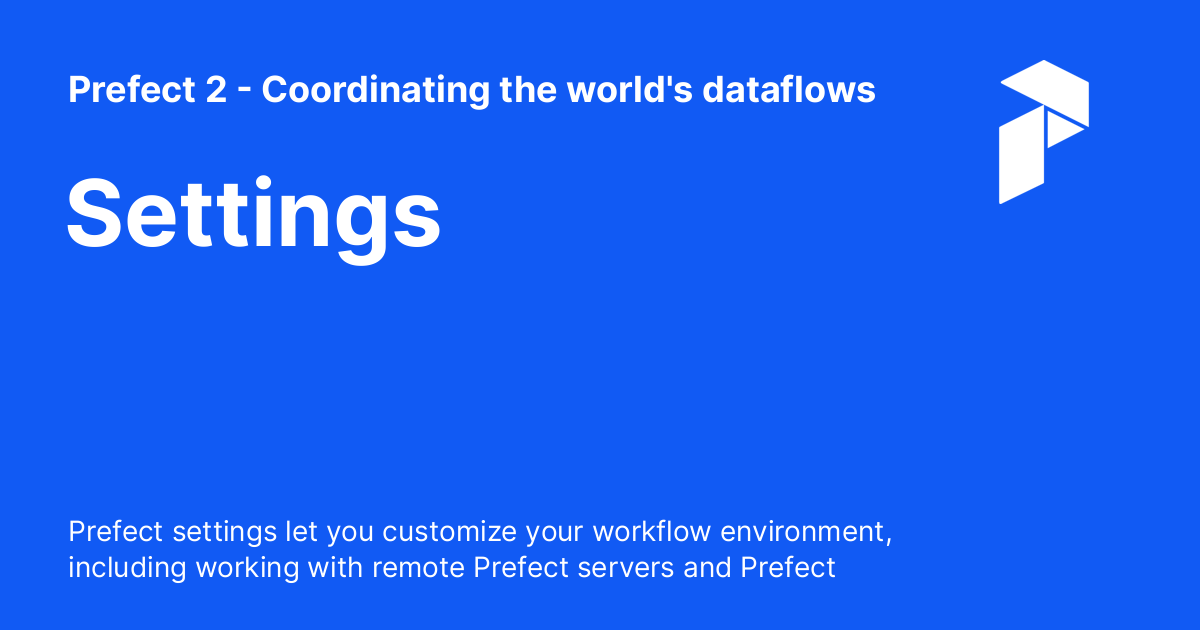 Prefect 2 - Coordinating the world's dataflows
Settings
Prefect settings let you customize your workflow environment,
including working with remote Prefect servers and Prefect